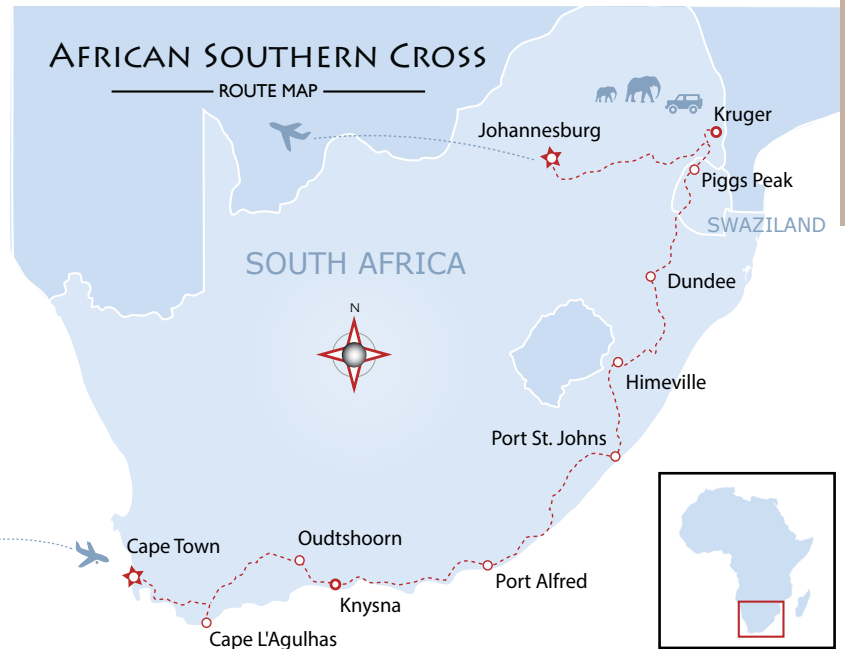 AFRICAN SOUTHERN CROSS
ROUTE MAP
Johannesburg
Kruger
Piggs Peak
SWAZILAND
SOUTH AFRICA
Dundee
N
Himeville
Port St. Johns
Oudtshoorn
Cape Town
Port Alfred
Knysna
Cape L'Agulhas